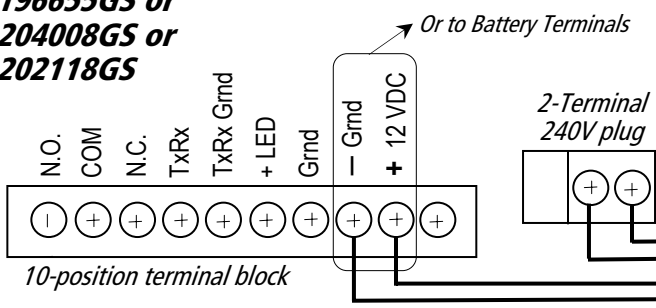 196655GS or
204008GS or
202118GS
Or to Battery Terminals
N.O.
COM
N.C.
TxRx
TxRx Grnd
+ LED
Grnd
— Grnd
+ 12 VDC
2-Terminal
240V plug
10-position terminal block